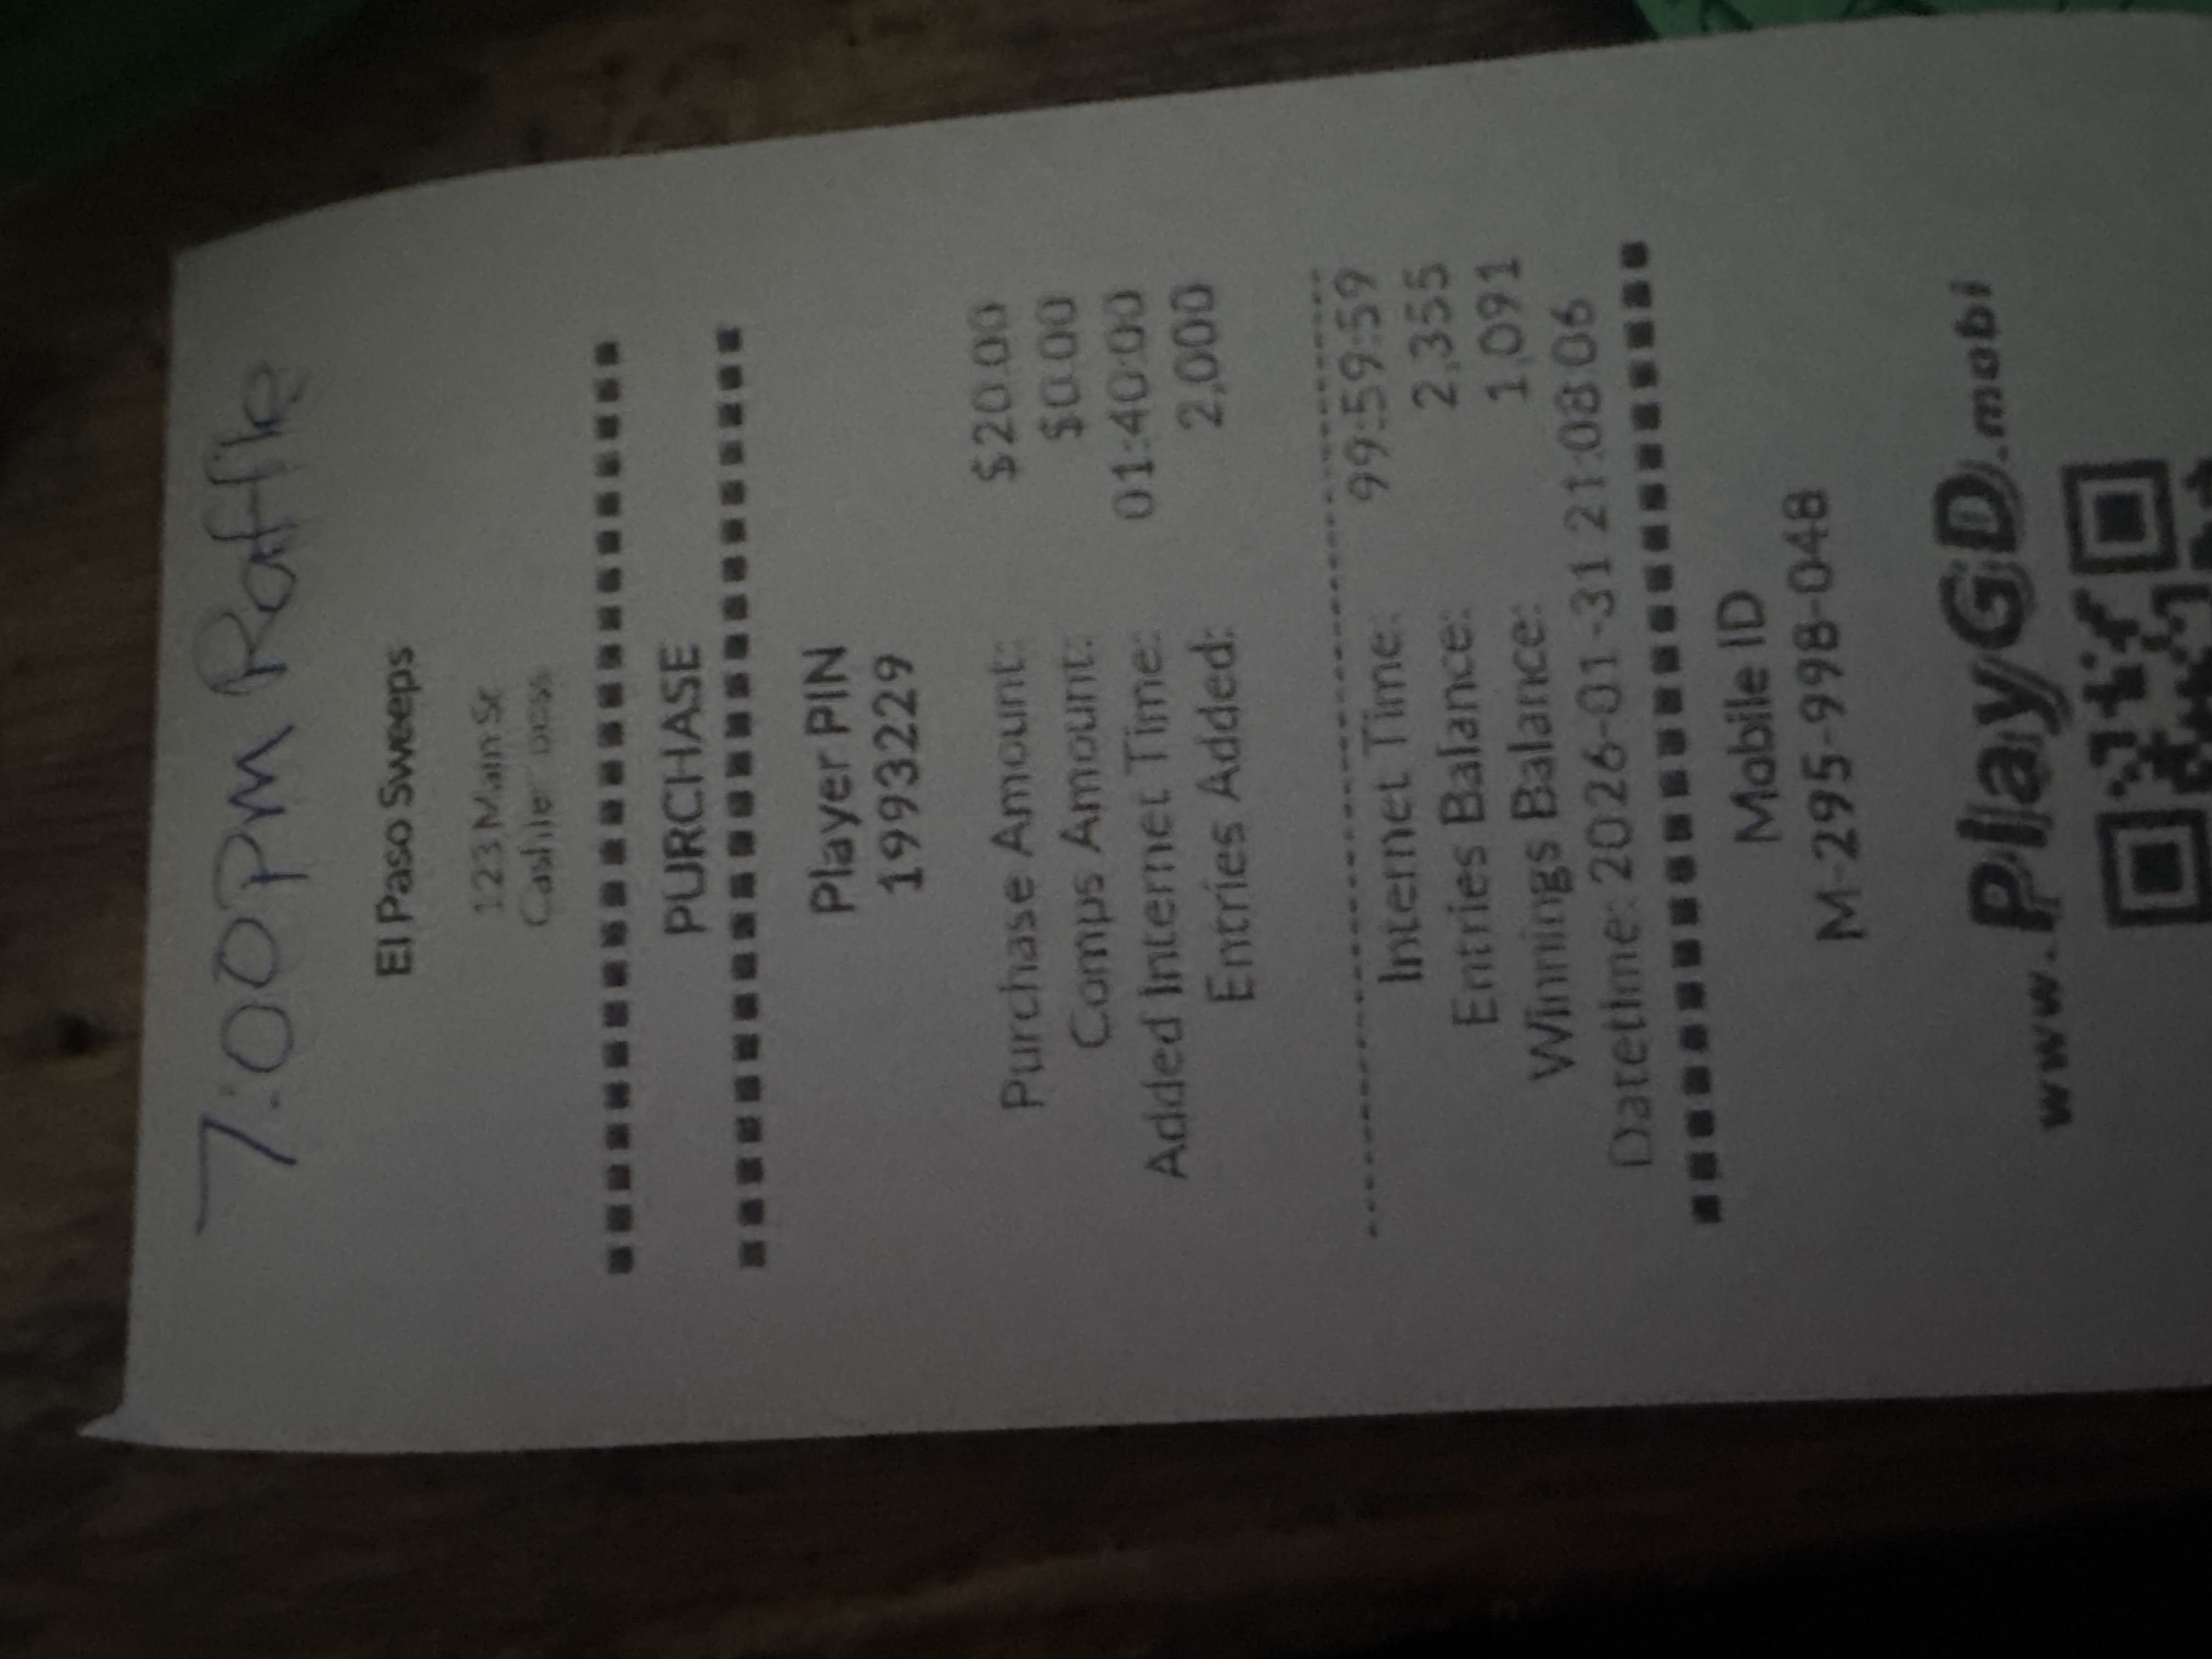 7:00PM Raffle
El Paso Sweeps
123 Main St
Cashier:
PURCHASE
Player PIN
19932229
Purchase Amount: $20.00
Comps Amount: $0.00
Added Internet Time: 01:40:00
Entries Added: 2,000
Internet Time: 99:59:59
Entries Balance: 2,355
Winnings Balance: 1,091
Datetime: 2026-01-31 21:08:06
Mobile ID
M-295-998-048
www.PlayGD.mobi